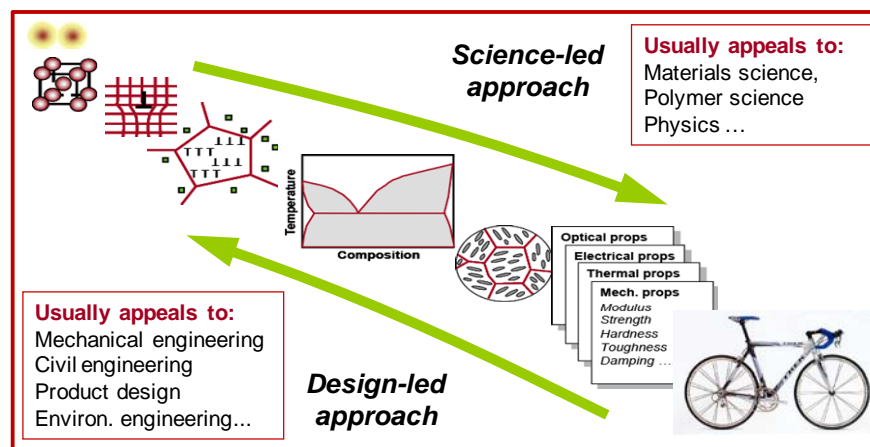 Science-led
approach
Usually appeals to:
Materials science,
Polymer science
Physics …
Temperature
Composition
Optical props
Electrical props
Thermal props
Mech. props
Modulus
Strength
Hardness
Toughness
Damping …
Usually appeals to:
Mechanical engineering
Civil engineering
Product design
Environ. engineering...
Design-led
approach
TREK